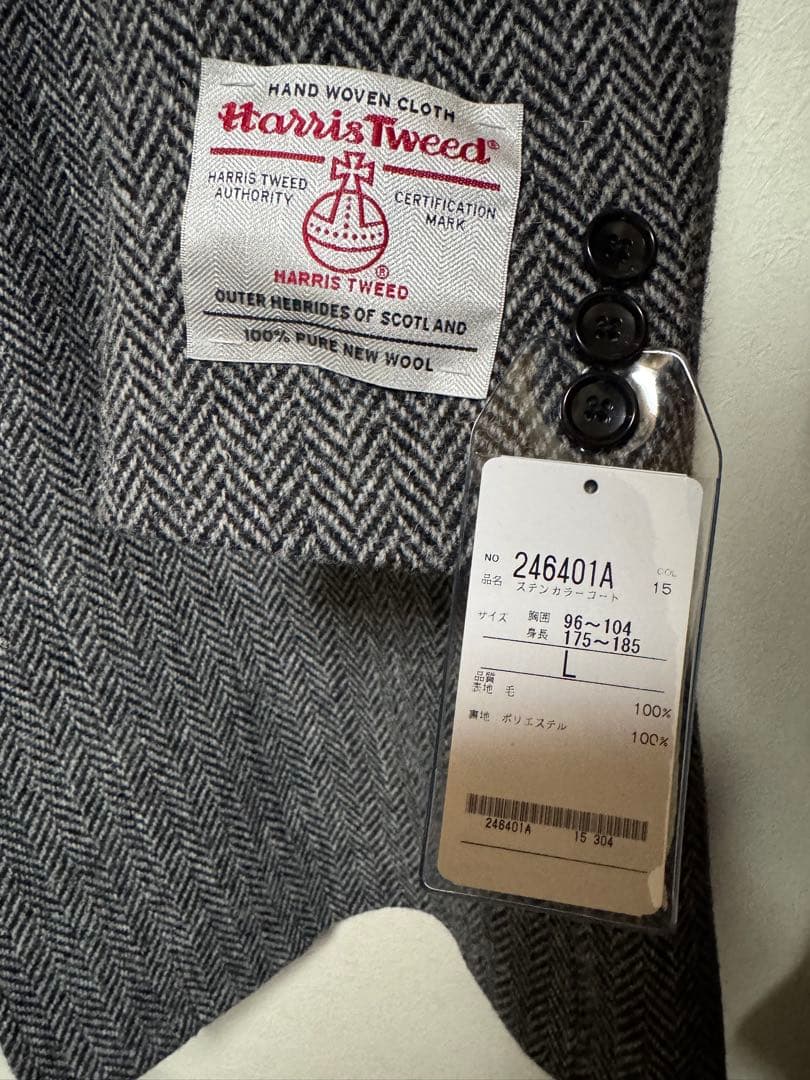 HAND WOVEN CLOTH
Harris Tweed®
HARRIS TWEED
AUTHORITY
CERTIFICATION
MARK
®
HARRIS TWEED
OUTER HEBRIDES OF SCOTLAND
100% PURE NEW WOOL
NO 246401A COL
品名 ステンカラーコート 15
サイズ 胸囲 96〜104
身長 175〜185
L
品質
表地 毛 100%
裏地 ポリエステル 100%
246401A 15 304